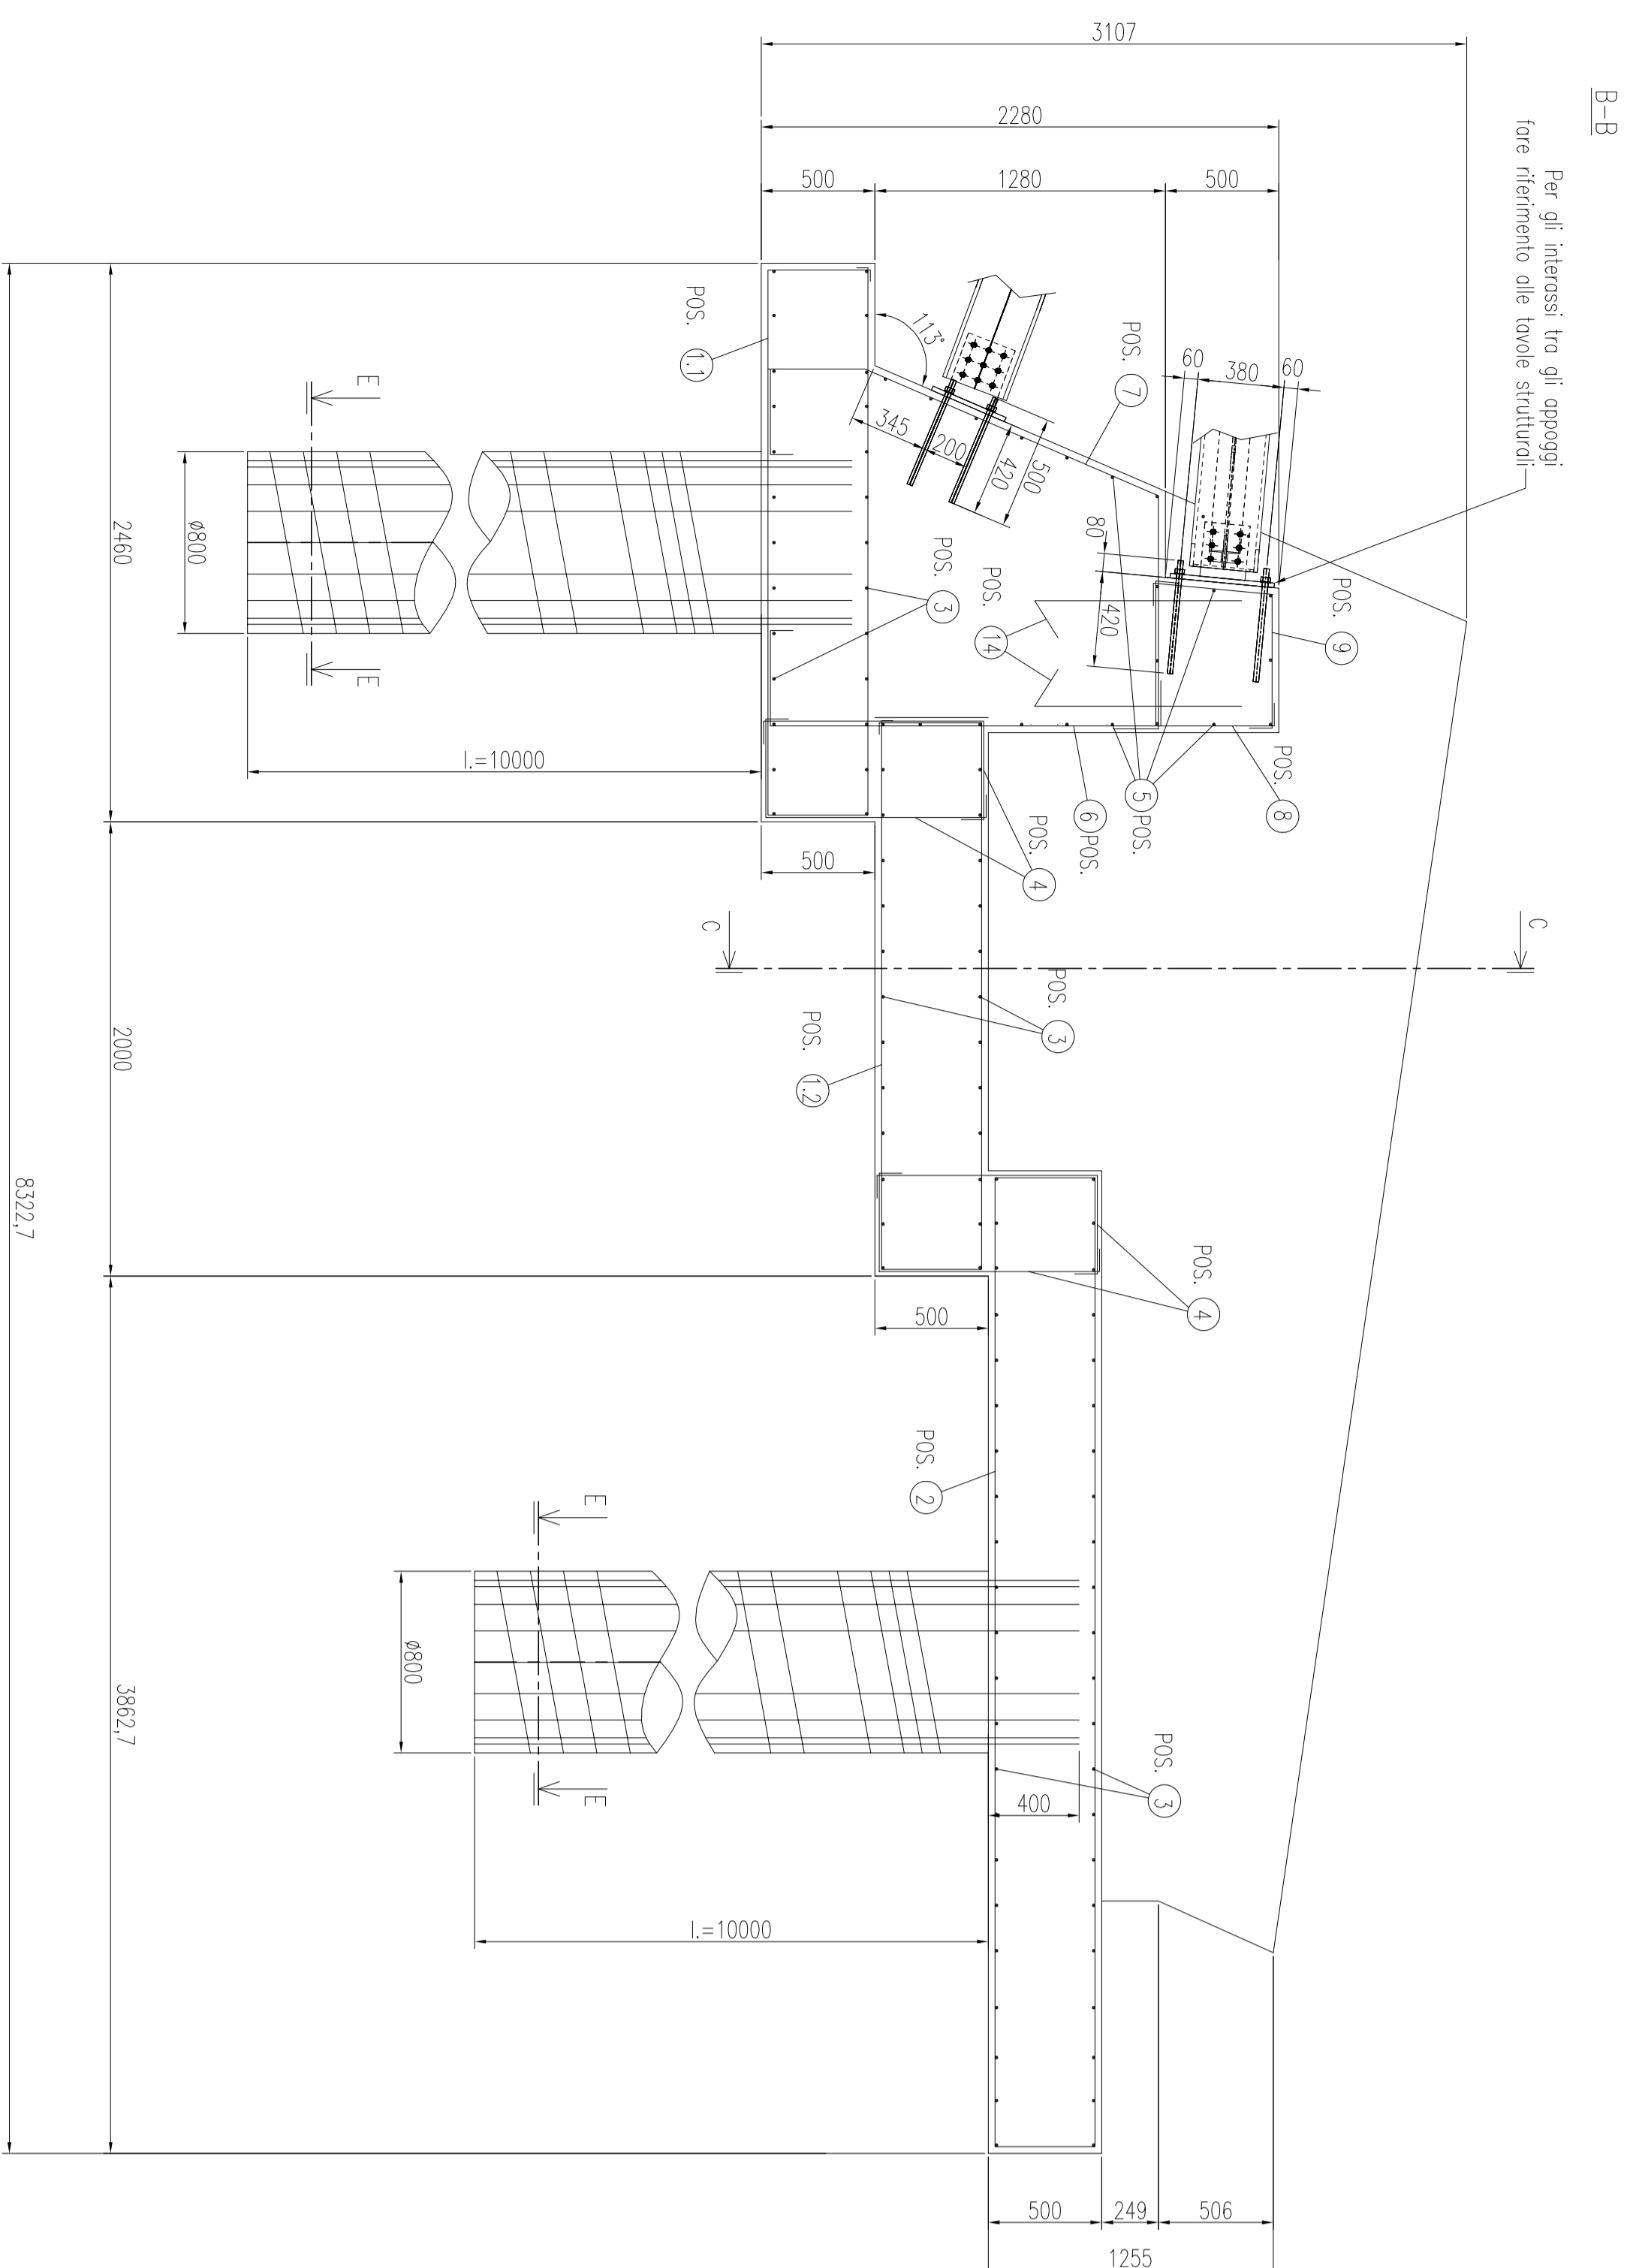 B-B
Per gli interassi tra gli appoggi
fare riferimento alle tavole strutturali
3107
2280
500
1280
500
60
380
60
80
420
113°
345
200
420
500
POS. 7
POS. 9
POS. 8
5 POS.
6 POS.
POS. 14
POS. 3
POS. 4
POS. 1.1
E
E
Ø800
l.=10000
2460
500
C
C
POS. 3
POS. 1.2
2000
POS. 4
500
POS. 2
E
E
Ø800
POS. 3
400
l.=10000
3862,7
8322,7
500
249
506
1255